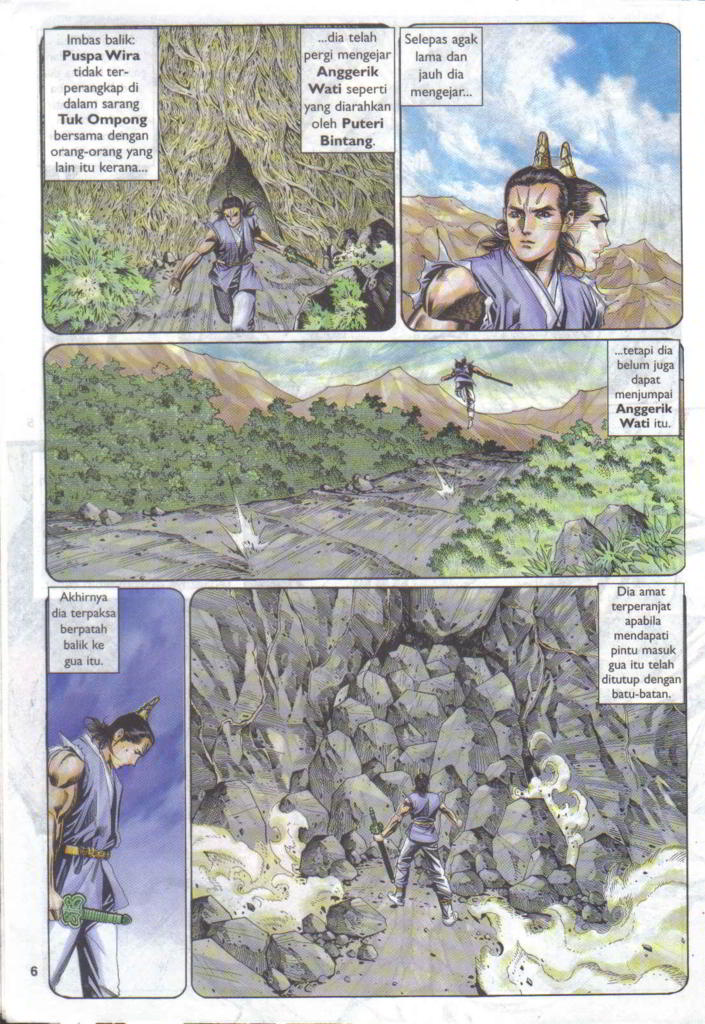 Imbas balik:
Puspa Wira
tidak ter-
perangkap di
dalam sarang
Tuk Ompong
bersama dengan
orang-orang yang
lain itu kerana...
...dia telah
pergi mengejar
Anggerik
Wati seperti
yang diarahkan
oleh Puteri
Bintang.
Selepas agak
lama dan
jauh dia
mengejar...
...tetapi dia
belum juga
dapat
menjumpai
Anggerik
Wati itu.
Akhirnya
dia terpaksa
berpatah
balik ke
gua itu.
Dia amat
terperanjat
apabila
mendapati
pintu masuk
gua itu telah
ditutup dengan
batu-batan.
6